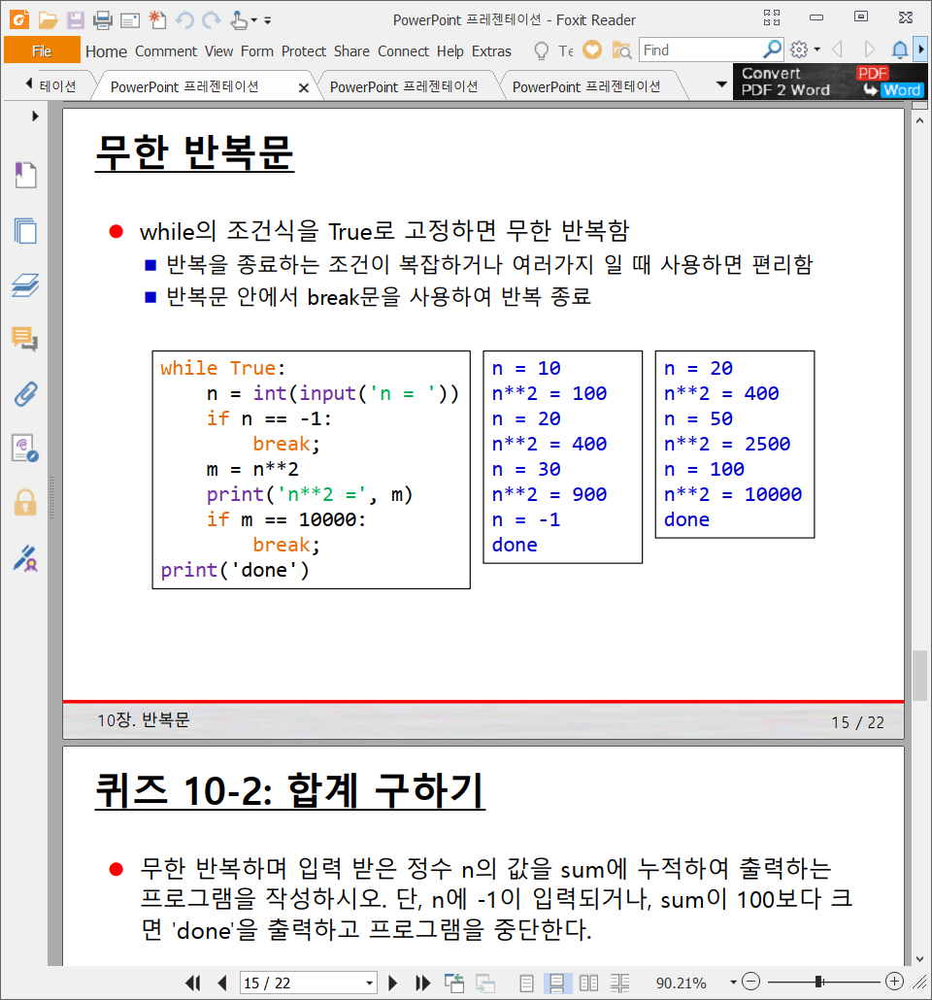 PowerPoint 프레젠테이션 - Foxit Reader
File Home Comment View Form Protect Share Connect Help Extras Te Find
테이션 PowerPoint 프레젠테이션 PowerPoint 프레젠테이션 PowerPoint 프레젠테이션
Convert PDF
PDF 2 Word Word
무한 반복문
while의 조건식을 True로 고정하면 무한 반복함
반복을 종료하는 조건이 복잡하거나 여러가지 일 때 사용하면 편리함
반복문 안에서 break문을 사용하여 반복 종료
while True:
    n = int(input('n = '))
    if n == -1:
        break;
    m = n**2
    print('n**2 =', m)
    if m == 10000:
        break;
print('done')
n = 10
n**2 = 100
n = 20
n**2 = 400
n = 30
n**2 = 900
n = -1
done
n = 20
n**2 = 400
n = 50
n**2 = 2500
n = 100
n**2 = 10000
done
10장. 반복문
15 / 22
퀴즈 10-2: 합계 구하기
무한 반복하며 입력 받은 정수 n의 값을 sum에 누적하여 출력하는
프로그램을 작성하시오. 단, n에 -1이 입력되거나, sum이 100보다 크
면 'done'을 출력하고 프로그램을 중단한다.
15 / 22
90.21%